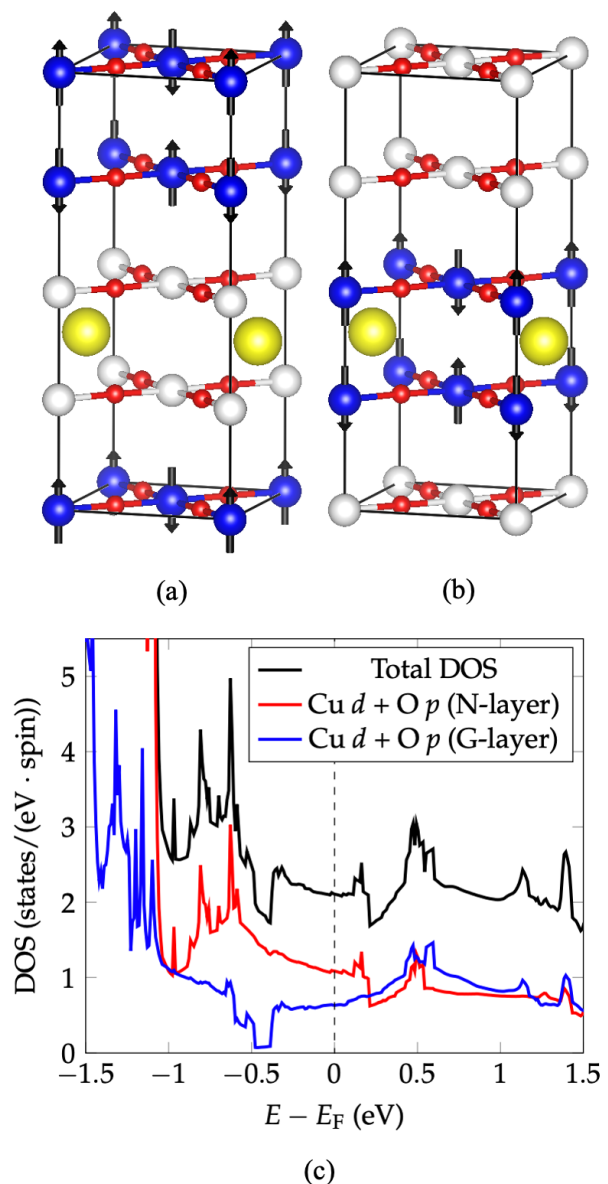 (a)
(b)
5
4
3
2
1
0
DOS (states/(eV · spin))
Total DOS
Cu d + O p (N-layer)
Cu d + O p (G-layer)
−1.5
−1
−0.5
0
0.5
1
1.5
E − E_F (eV)
(c)